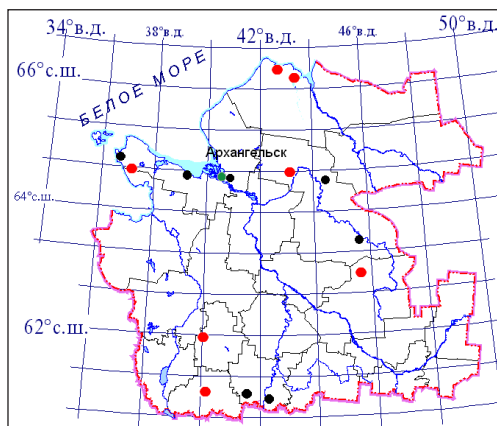 34°в.д.
38°в.д.
42°в.д.
46°в.д.
50°в.д.
66°с.ш.
БЕЛОЕ МОРЕ
Архангельск
64°с.ш.
62°с.ш.